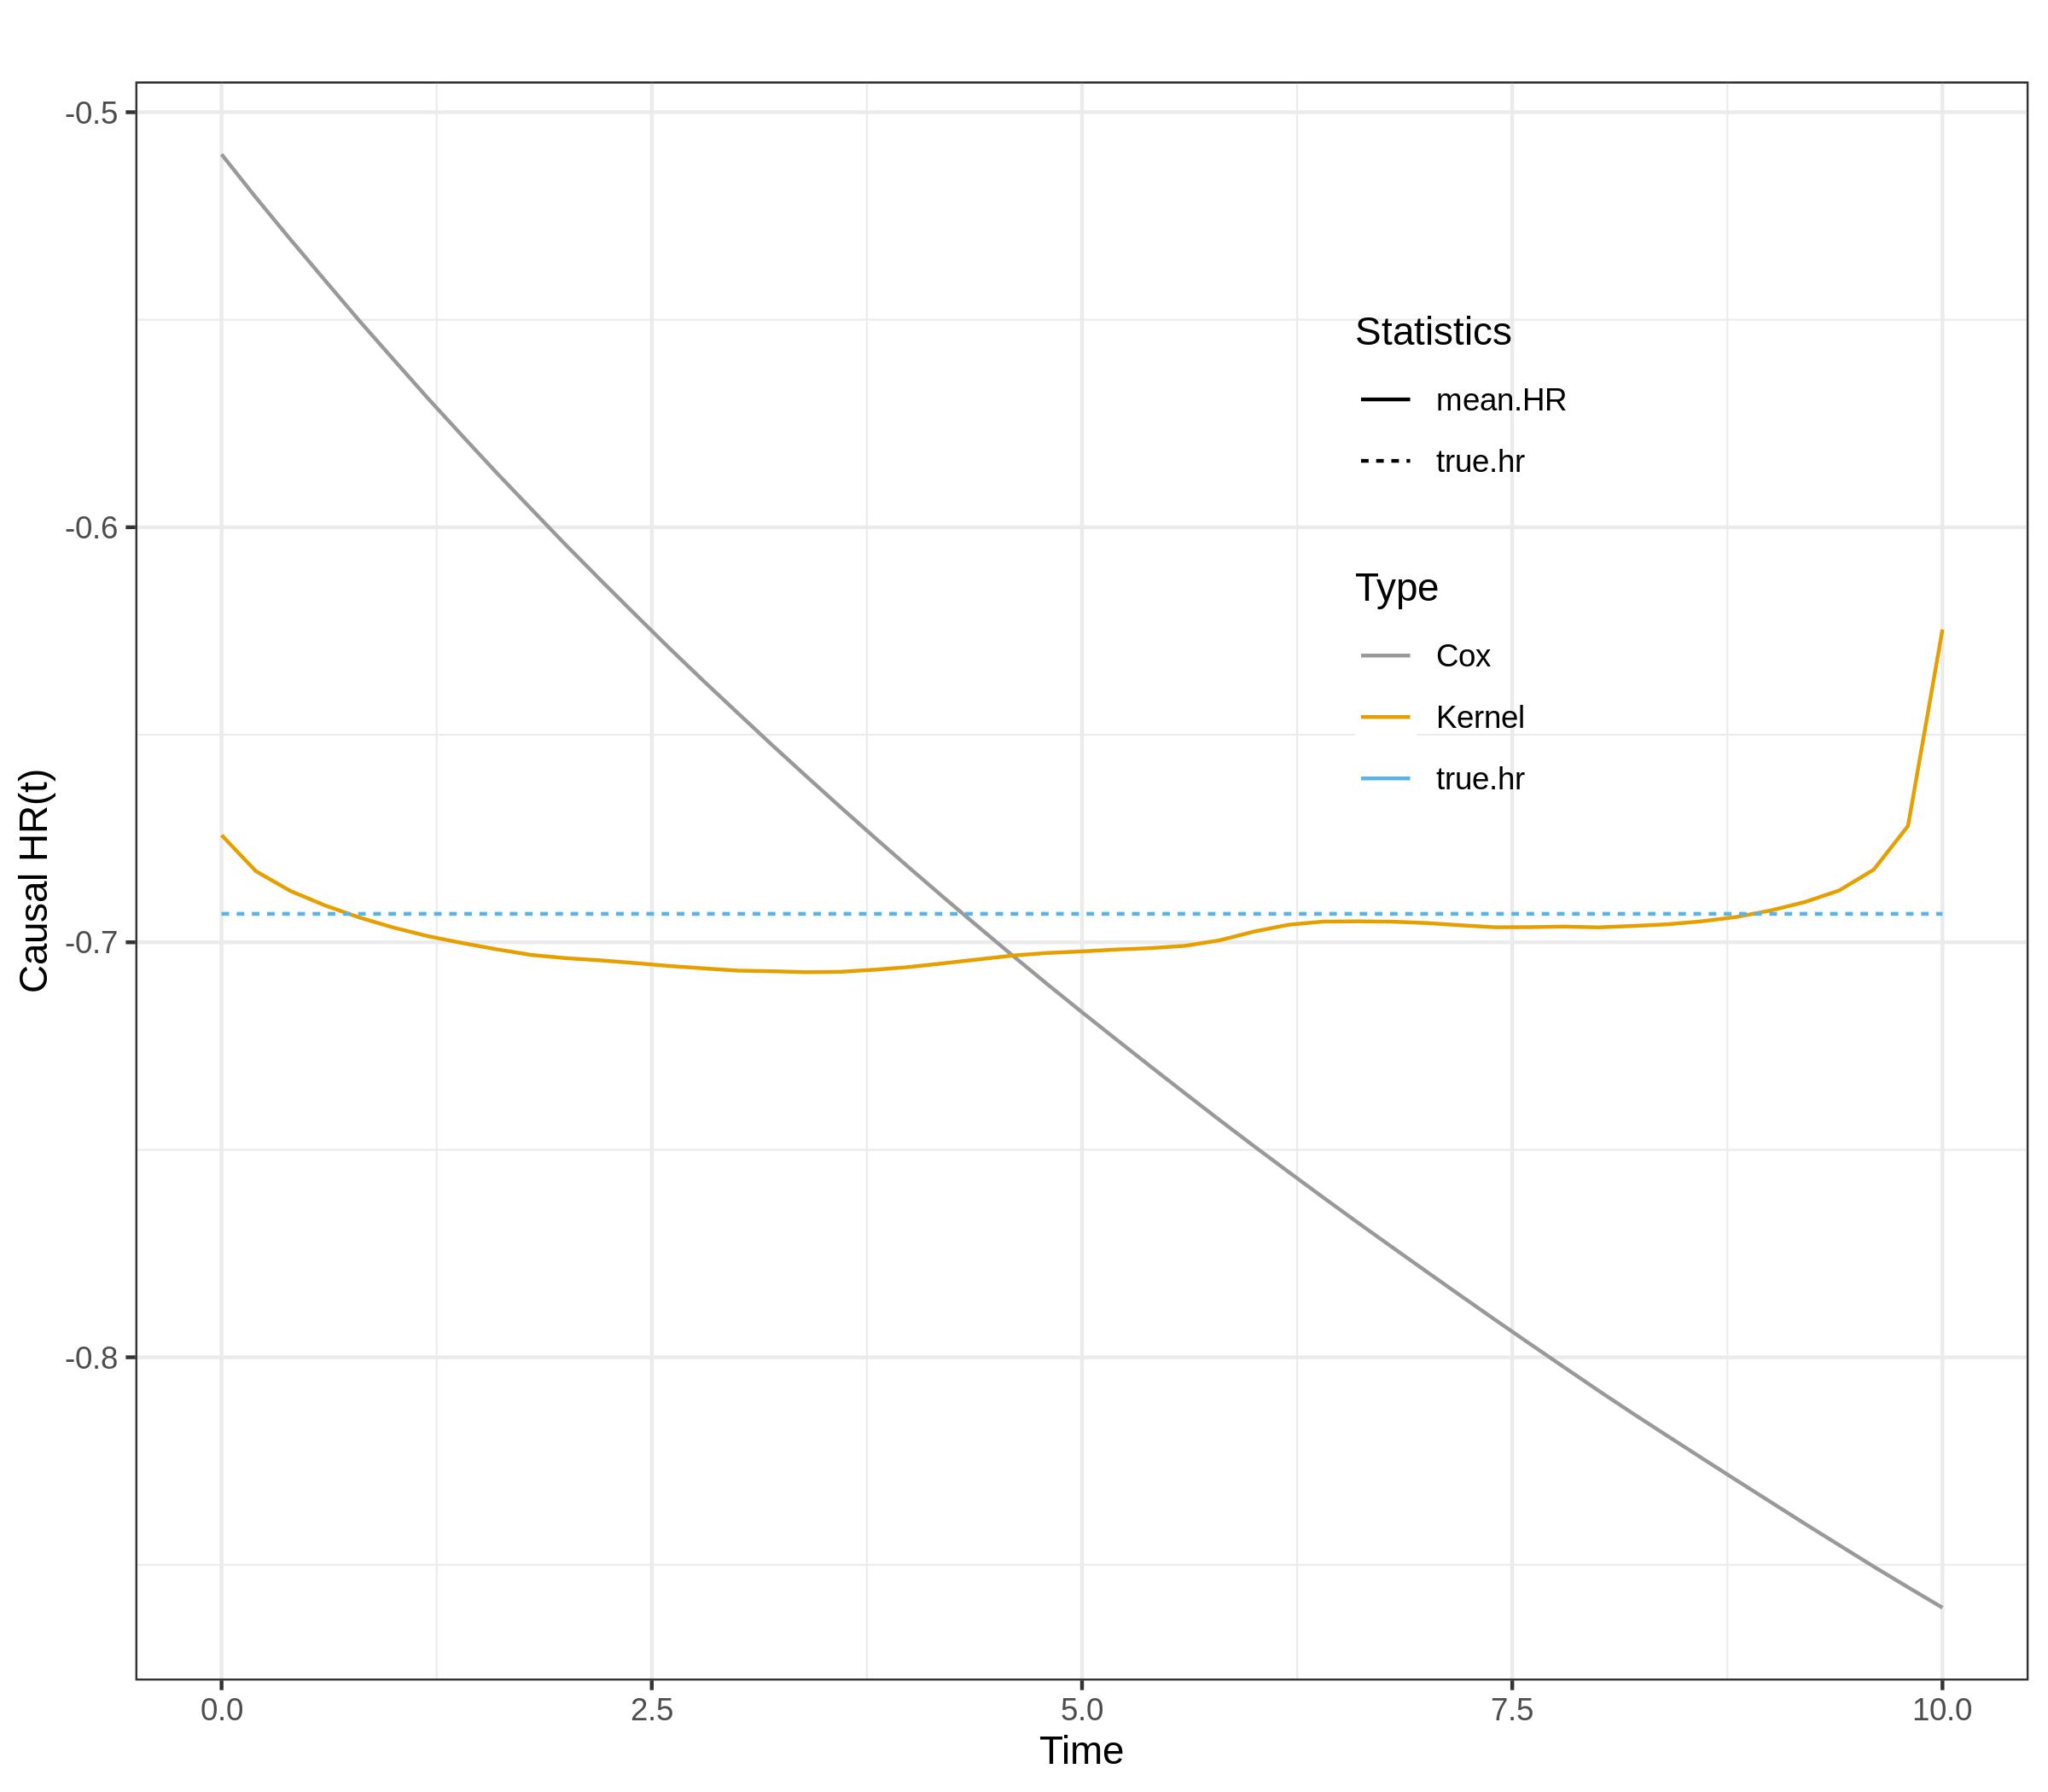 -0.5
-0.6
-0.7
-0.8
Causal HR(t)
Statistics
mean.HR
true.hr
Type
Cox
Kernel
true.hr
0.0 2.5 5.0 7.5 10.0
Time